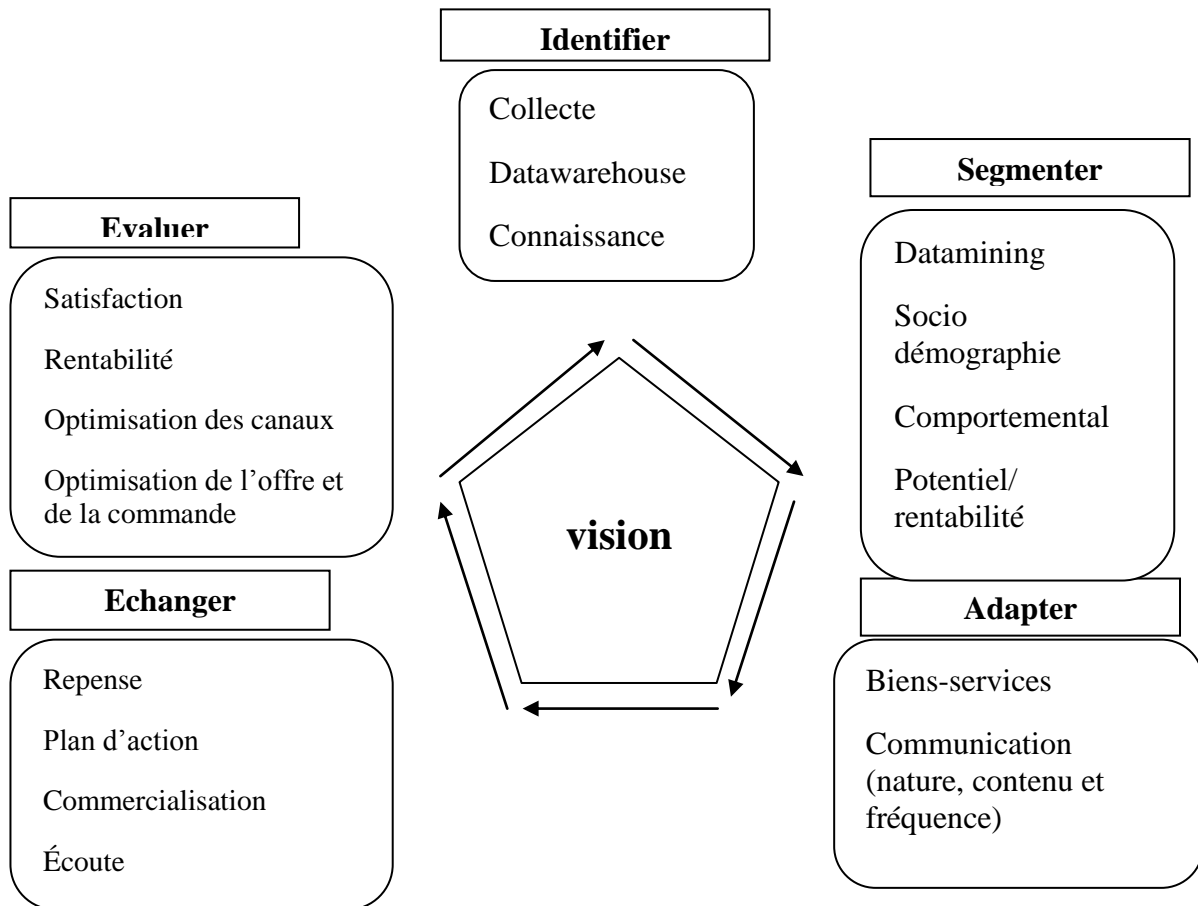 Identifier
Collecte
Datawarehouse
Connaissance
Segmenter
Datamining
Socio
démographie
Comportemental
Potentiel/
rentabilité
Evaluer
Satisfaction
Rentabilité
Optimisation des canaux
Optimisation de l’offre et
de la commande
vision
Echanger
Repense
Plan d’action
Commercialisation
Écoute
Adapter
Biens-services
Communication
(nature, contenu et
fréquence)